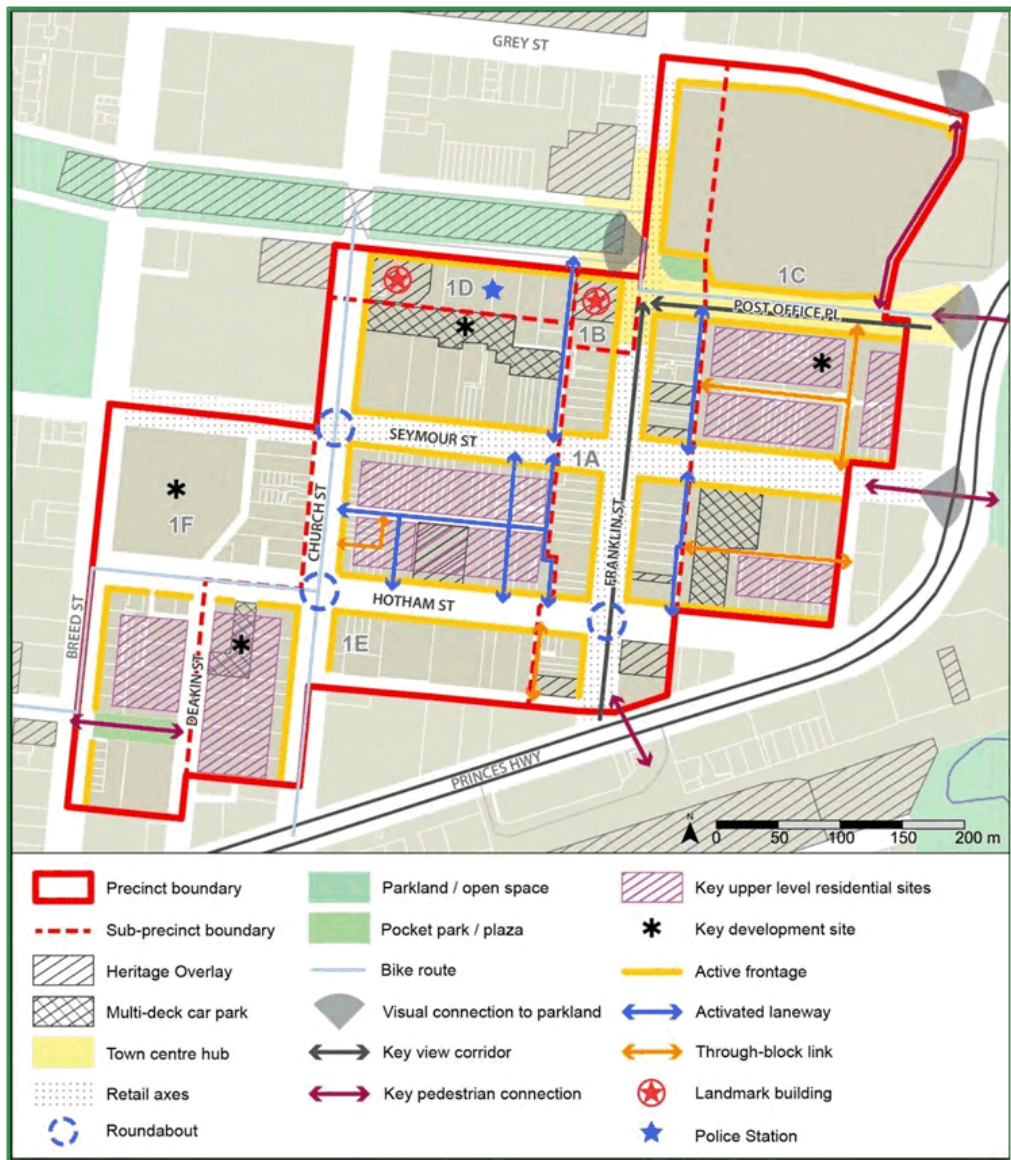 GREY ST
1C
POST OFFICE PL
1D
1B
SEYMOUR ST
1A
CHURCH ST
FRANKLIN ST
1F
HOTHAM ST
BREED ST
DEAKIN ST
1E
PRINCES HWY
N
0 50 100 150 200 m
Precinct boundary
Parkland / open space
Key upper level residential sites
Sub-precinct boundary
Pocket park / plaza
Key development site
Heritage Overlay
Bike route
Active frontage
Multi-deck car park
Visual connection to parkland
Activated laneway
Town centre hub
Key view corridor
Through-block link
Retail axes
Key pedestrian connection
Landmark building
Roundabout
Police Station